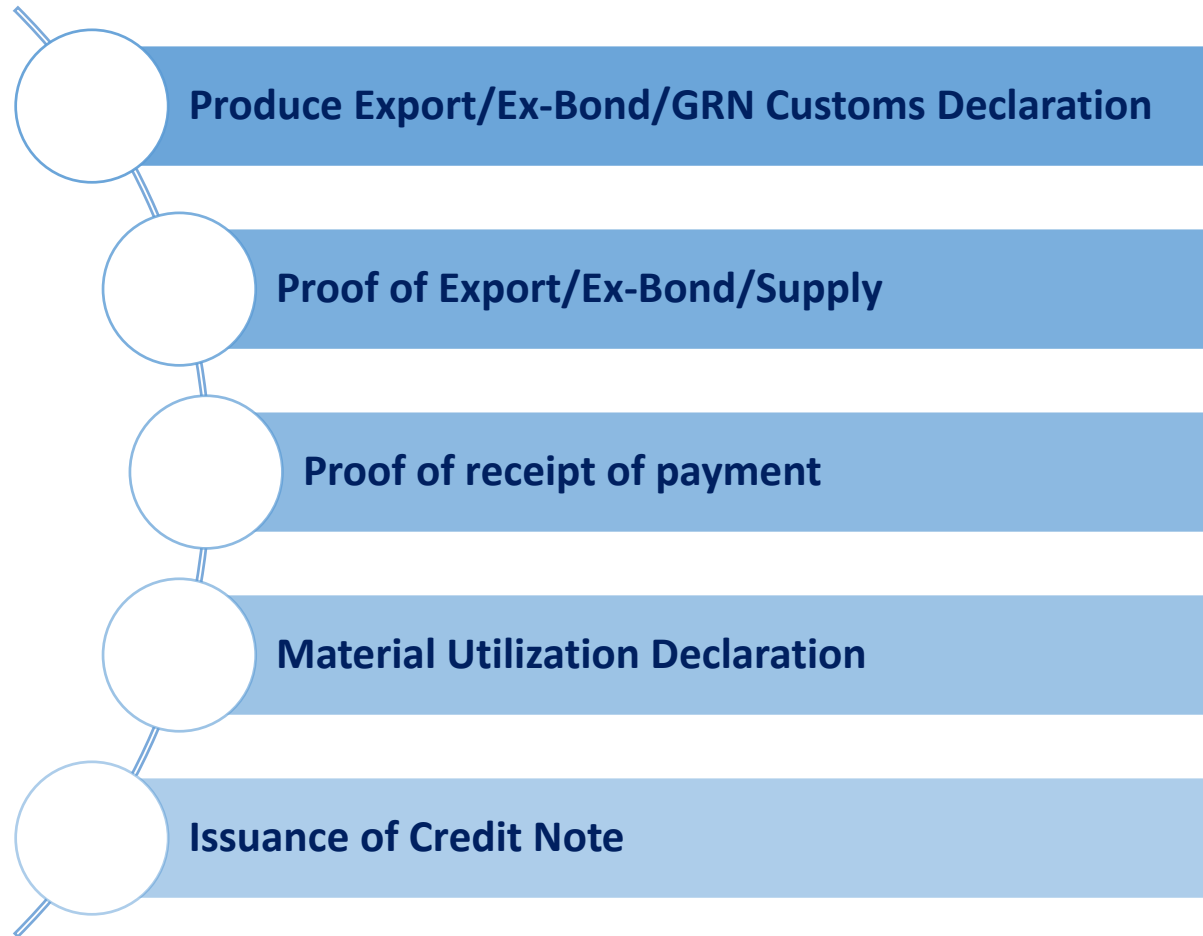 Produce Export/Ex-Bond/GRN Customs Declaration
Proof of Export/Ex-Bond/Supply
Proof of receipt of payment
Material Utilization Declaration
Issuance of Credit Note